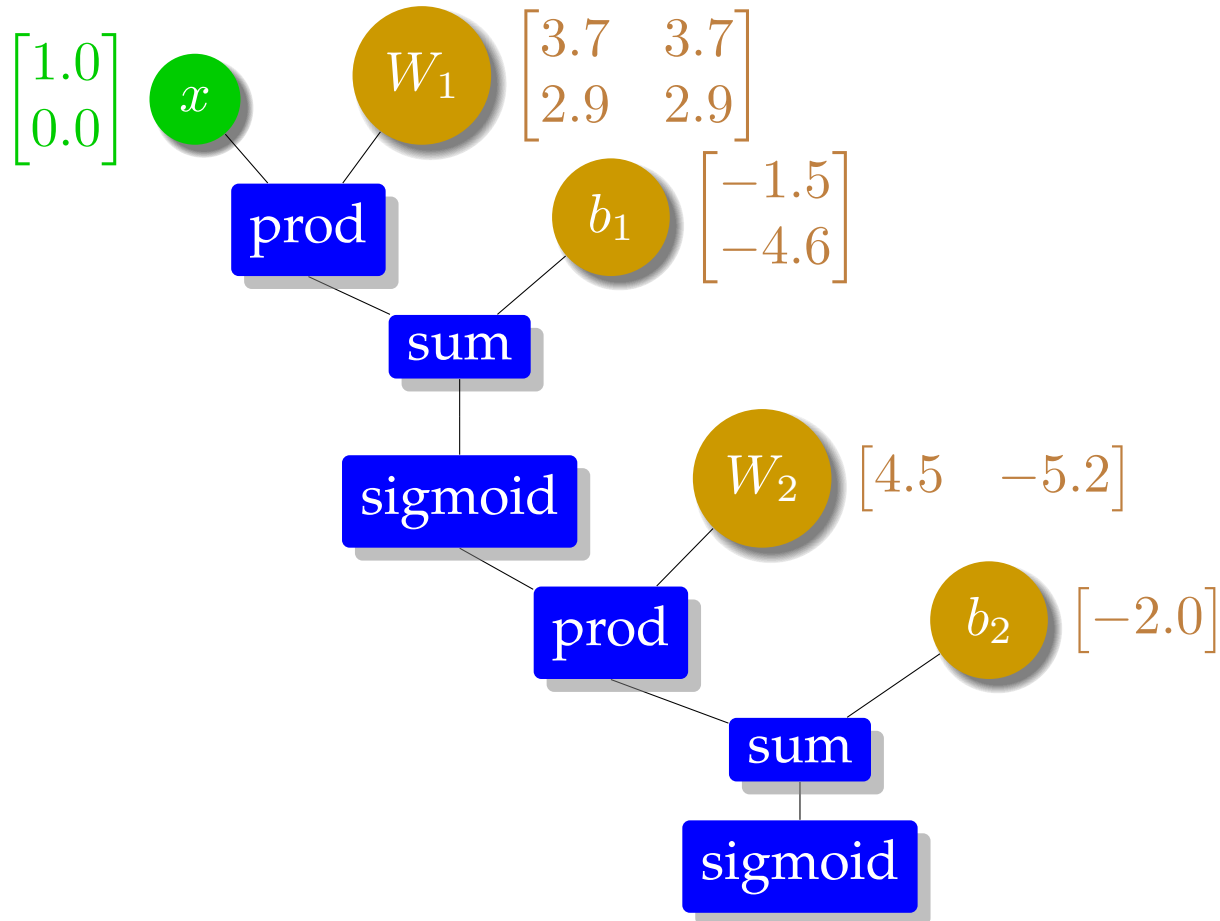 [1.0
0.0]
x
W₁
[3.7 3.7
2.9 2.9]
prod
b₁
[−1.5
−4.6]
sum
sigmoid
W₂
[4.5 −5.2]
prod
b₂
[−2.0]
sum
sigmoid